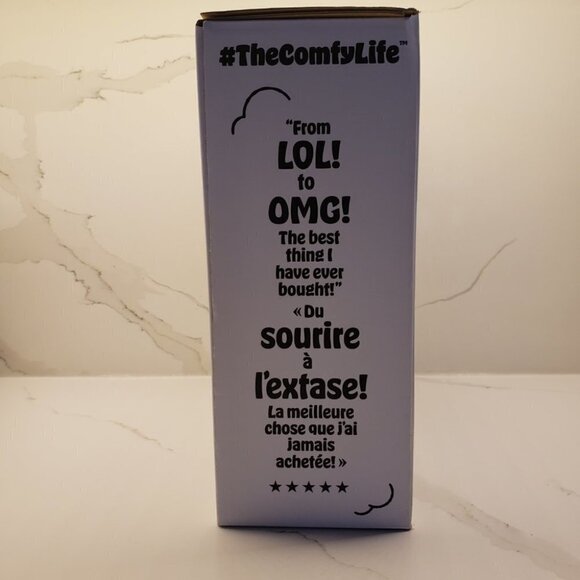 #TheComfyLife™
“From
LOL!
to
OMG!
The best
thing I
have ever
bought!”
« Du
sourire
à
l'extase!
La meilleure
chose que j'ai
jamais
achetée! »
★★★★★